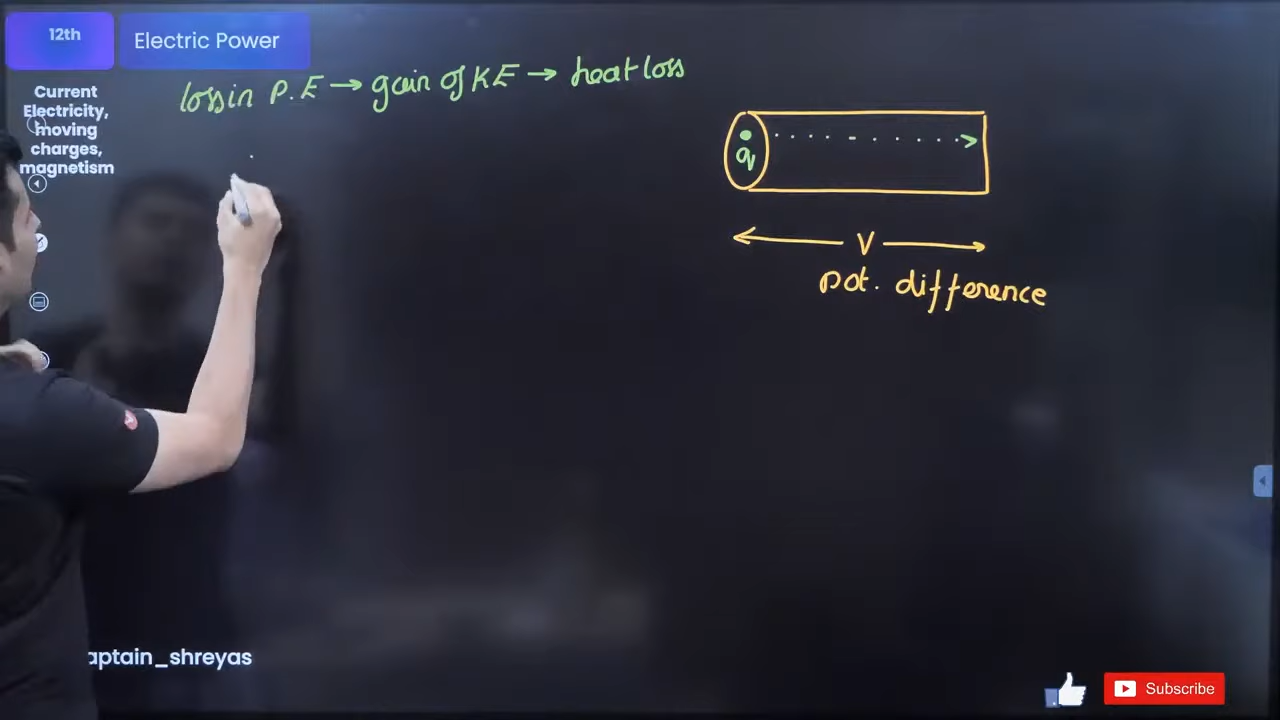 12th
Electric Power
Current
Electricity,
moving
charges,
magnetism
loss in P.E → gain of KE → heat loss
q
V
pot. difference
aptain_shreyas
Subscribe